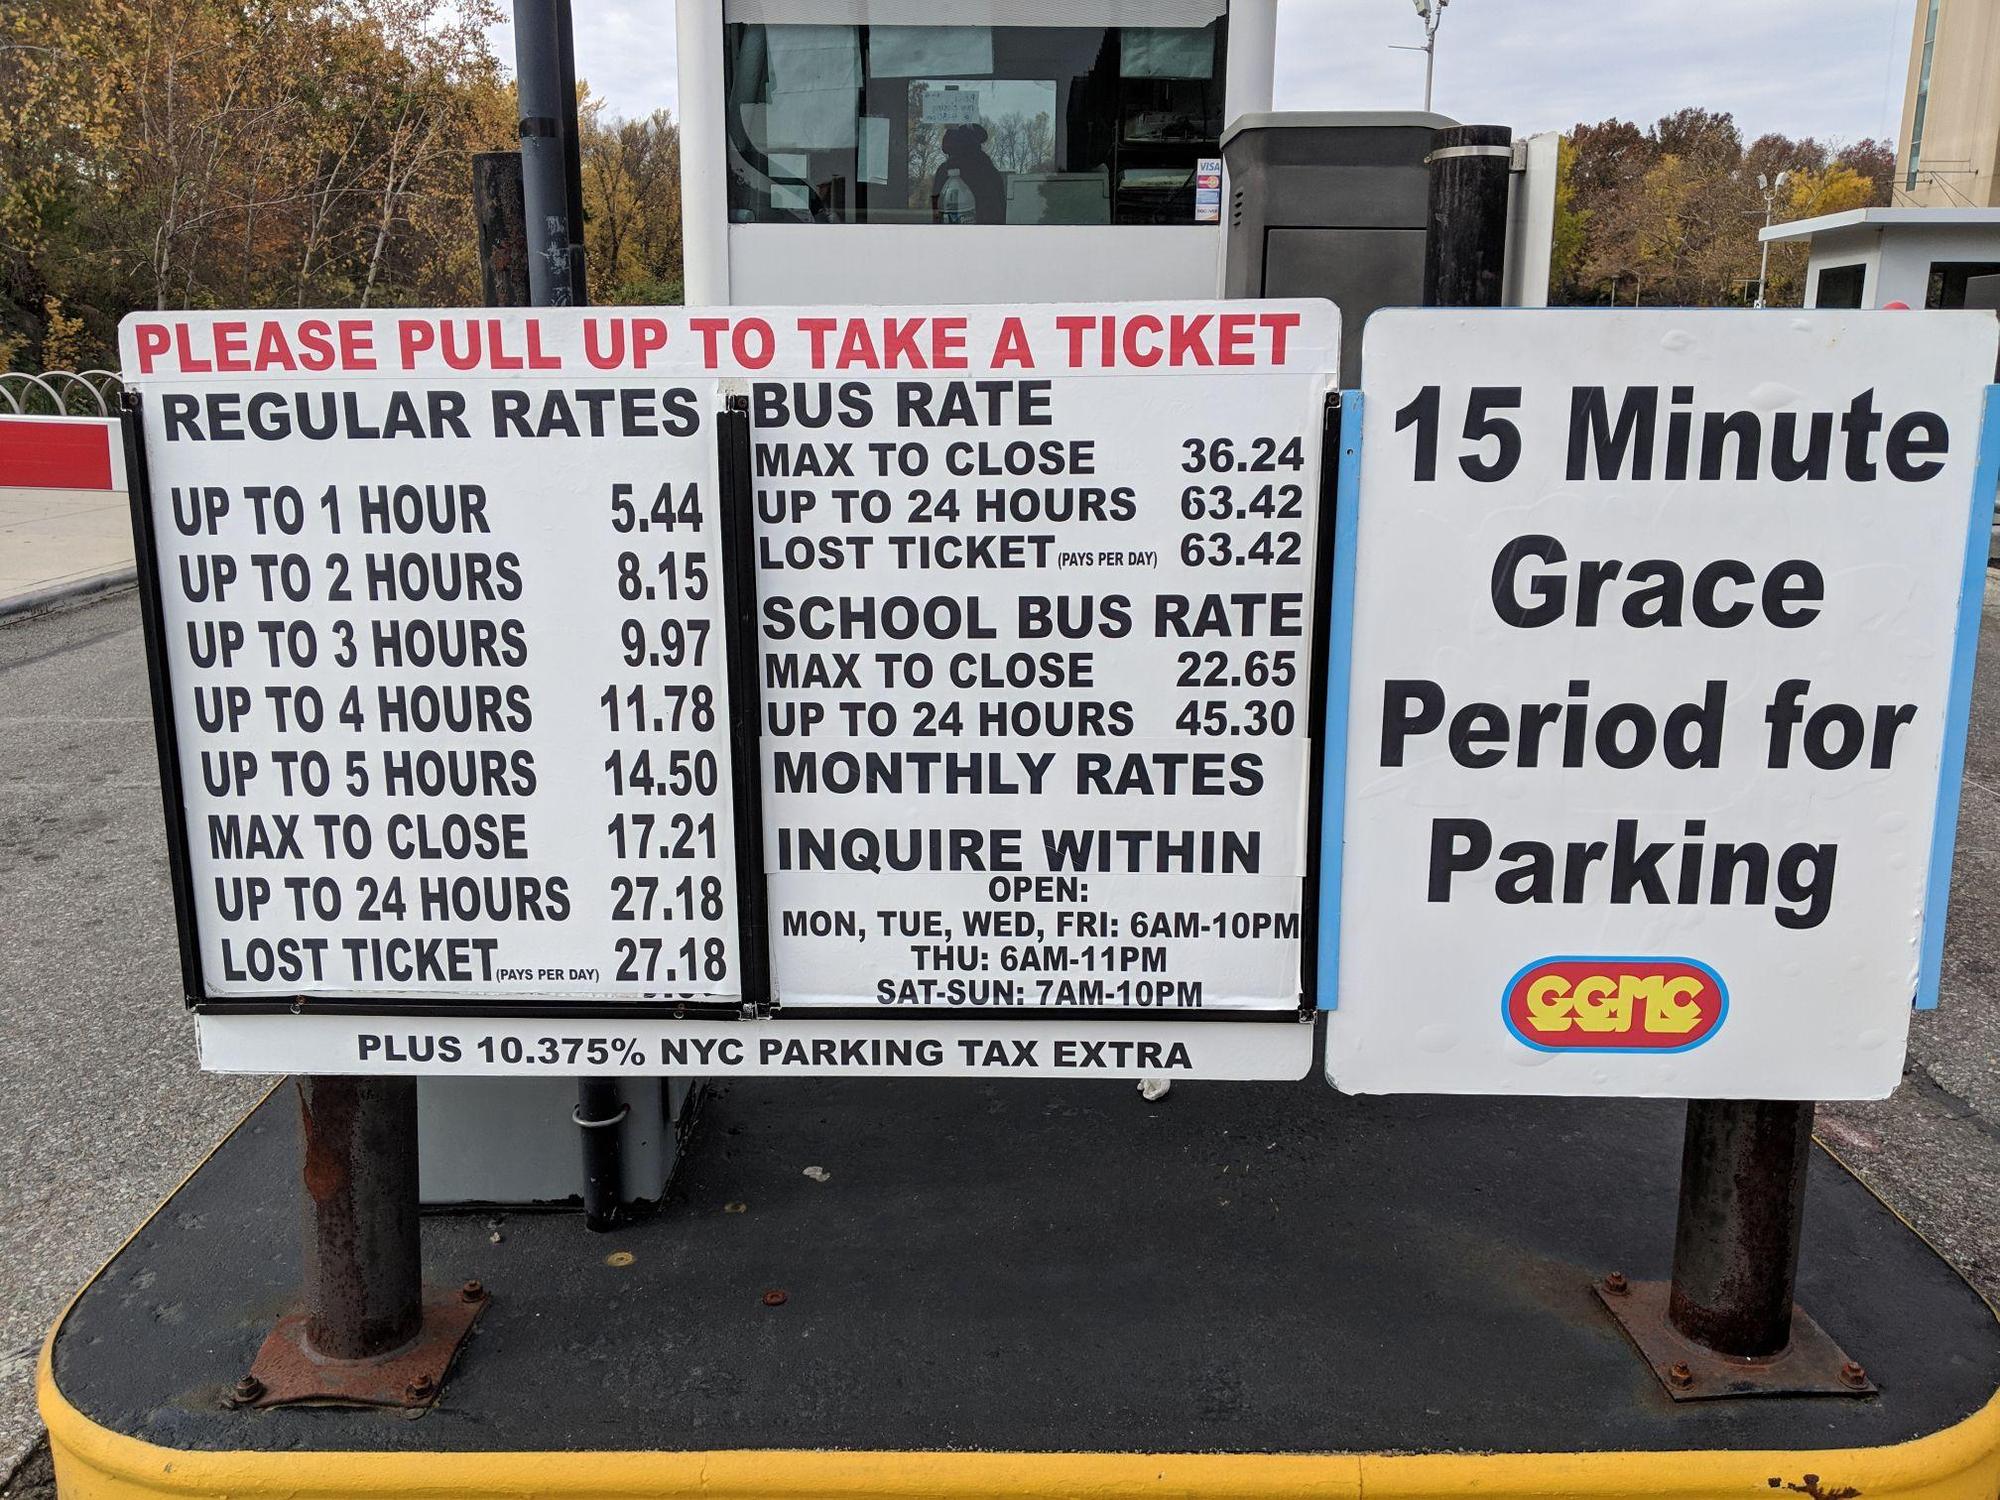 PLEASE PULL UP TO TAKE A TICKET
REGULAR RATES
UP TO 1 HOUR 5.44
UP TO 2 HOURS 8.15
UP TO 3 HOURS 9.97
UP TO 4 HOURS 11.78
UP TO 5 HOURS 14.50
MAX TO CLOSE 17.21
UP TO 24 HOURS 27.18
LOST TICKET (PAYS PER DAY) 27.18
BUS RATE
MAX TO CLOSE 36.24
UP TO 24 HOURS 63.42
LOST TICKET (PAYS PER DAY) 63.42
SCHOOL BUS RATE
MAX TO CLOSE 22.65
UP TO 24 HOURS 45.30
MONTHLY RATES
INQUIRE WITHIN
OPEN:
MON, TUE, WED, FRI: 6AM-10PM
THU: 6AM-11PM
SAT-SUN: 7AM-10PM
PLUS 10.375% NYC PARKING TAX EXTRA
15 Minute
Grace
Period for
Parking
GGMC
VISA